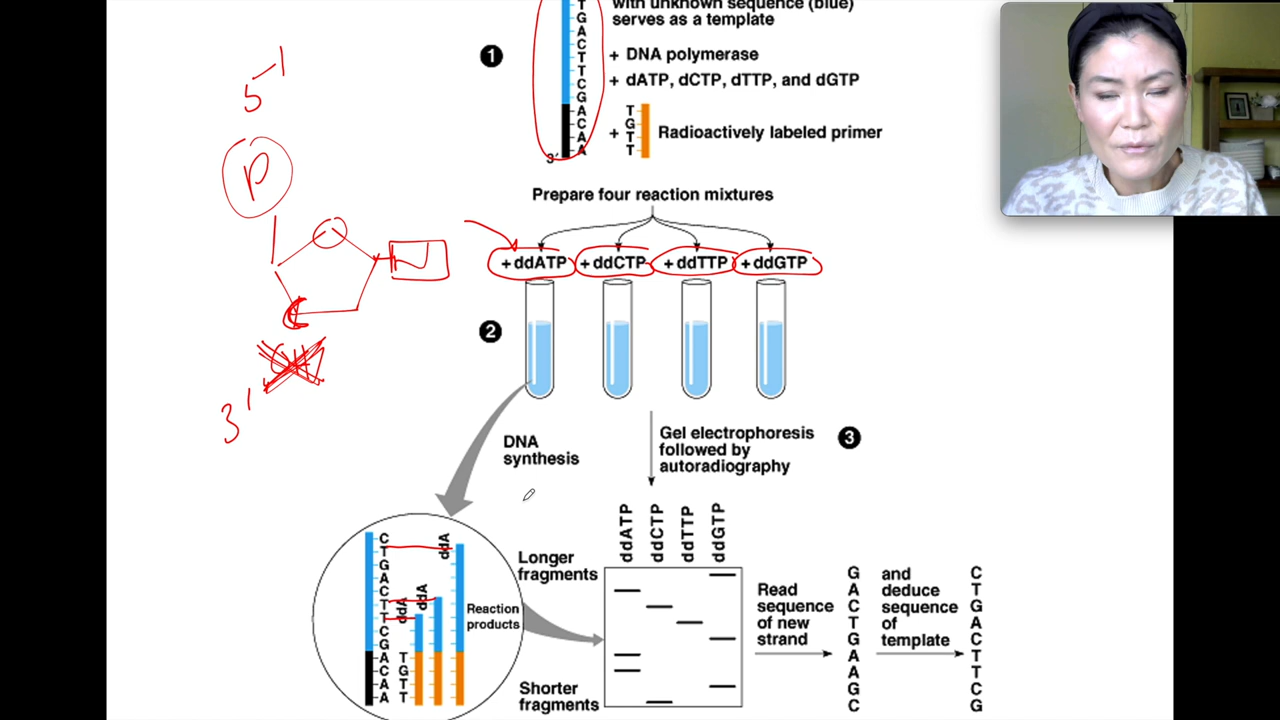 with unknown sequence (blue)
serves as a template
T
G
A
C
T
T
C
G
A
C
A
A
3′
1
+ DNA polymerase
+ dATP, dCTP, dTTP, and dGTP
+
T
G
T
T
Radioactively labeled primer
5′
P
O
N
OH
3′
Prepare four reaction mixtures
+ ddATP + ddCTP + ddTTP + ddGTP
2
DNA
synthesis
Gel electrophoresis
followed by
autoradiography
3
C
T
G
A
C
T
T
C
G
A
C
A
A
ddA
ddA
ddA
T
G
T
T
Reaction
products
ddATP
ddCTP
ddTTP
ddGTP
Longer
fragments
Shorter
fragments
Read
sequence
of new
strand
G
A
C
T
G
A
A
G
C
and
deduce
sequence
of
template
C
T
G
A
C
T
T
C
G